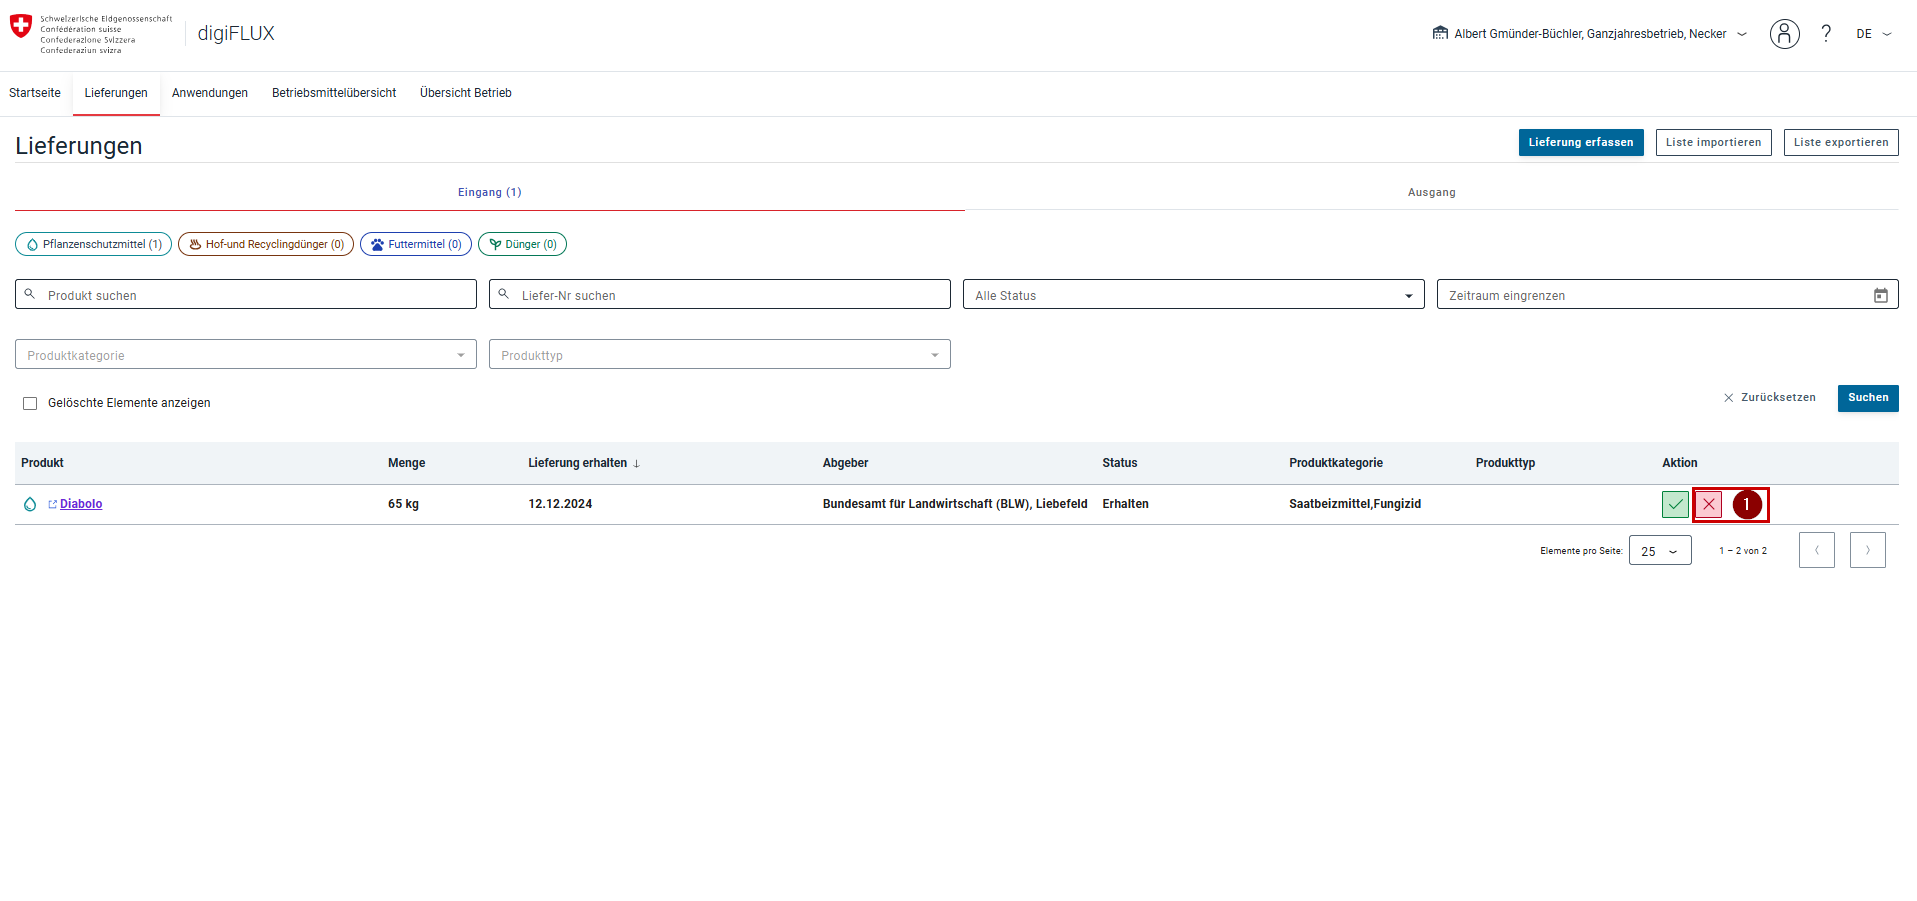 Schweizerische Eidgenossenschaft
Confédération suisse
Confederazione Svizzera
Confederaziun svizra
digiFLUX
Albert Gmünder-Büchler, Ganzjahresbetrieb, Necker
?
DE
Startseite
Lieferungen
Anwendungen
Betriebsmittelübersicht
Übersicht Betrieb
Lieferungen
Lieferung erfassen
Liste importieren
Liste exportieren
Eingang (1)
Ausgang
Pflanzenschutzmittel (1)
Hof-und Recyclingdünger (0)
Futtermittel (0)
Dünger (0)
Produkt suchen
Liefer-Nr suchen
Alle Status
Zeitraum eingrenzen
Produktkategorie
Produkttyp
Gelöschte Elemente anzeigen
Zurücksetzen
Suchen
Produkt Menge Lieferung erhalten ↓ Abgeber Status Produktkategorie Produkttyp Aktion
Diabolo 65 kg 12.12.2024 Bundesamt für Landwirtschaft (BLW), Liebefeld Erhalten Saatbeizmittel,Fungizid 1
Elemente pro Seite: 25 1 – 2 von 2